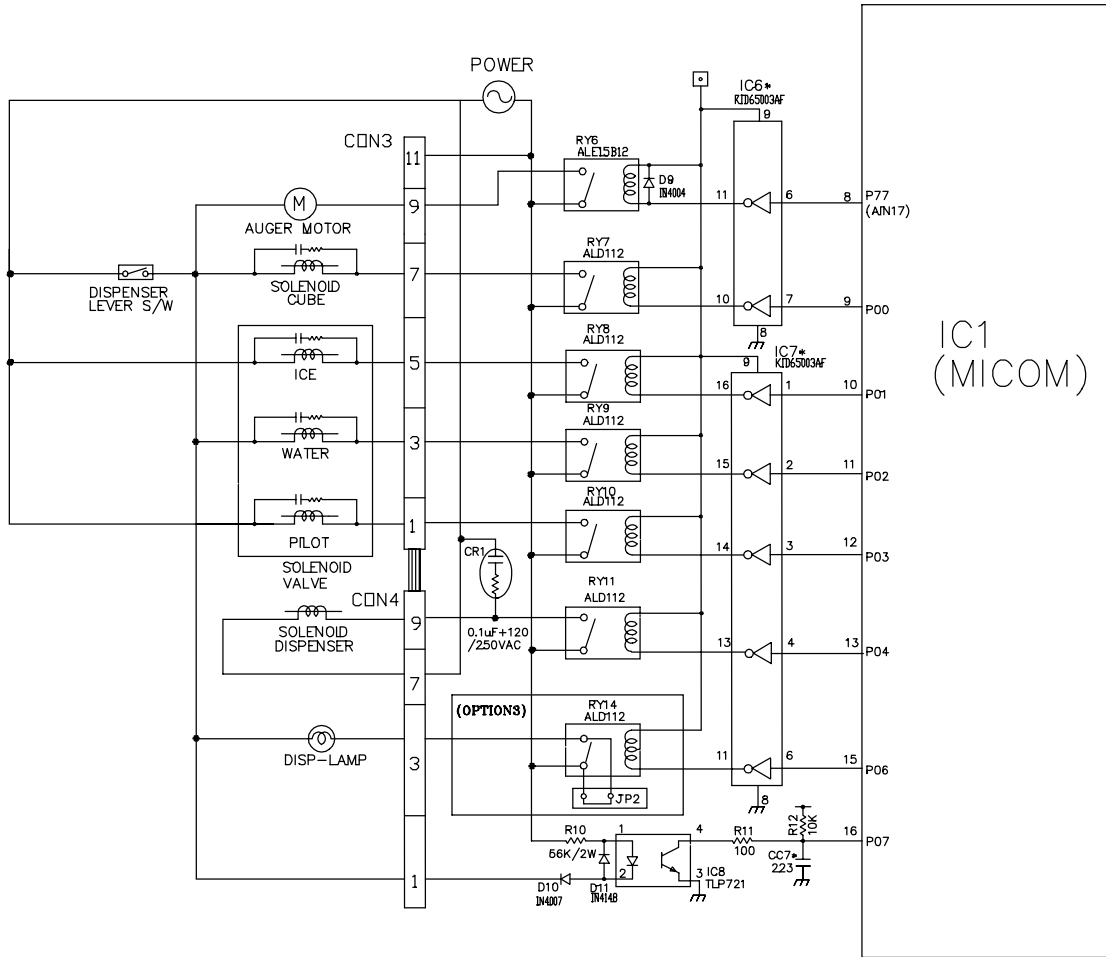 POWER
IC6*
KID65003AF
9
CON3
11
RY6
ALE15B12
D9
IN4004
11
6
8
P77
(AIN17)
M
9
AUGER MOTOR
RY7
ALD112
7
SOLENOID
CUBE
DISPENSER
LEVER S/W
10
7
9
P00
8
IC1
(MICOM)
RY8
ALD112
9
IC7*
KID65003AF
5
ICE
16
1
10
P01
RY9
ALD112
3
WATER
15
2
11
P02
RY10
ALD112
1
PILOT
SOLENOID
VALVE
CR1
14
3
12
P03
RY11
ALD112
CON4
9
SOLENOID
DISPENSER
0.1uF+120
/250VAC
13
4
13
P04
7
(OPTION3)
RY14
ALD112
DISP-LAMP
3
11
6
15
P06
JP2
8
R10
56K/2W
1
4
R11
100
R12
10K
16
P07
CC7*
223
1
D10
IN4007
D11
IN4148
2
3
IC8
TLP721